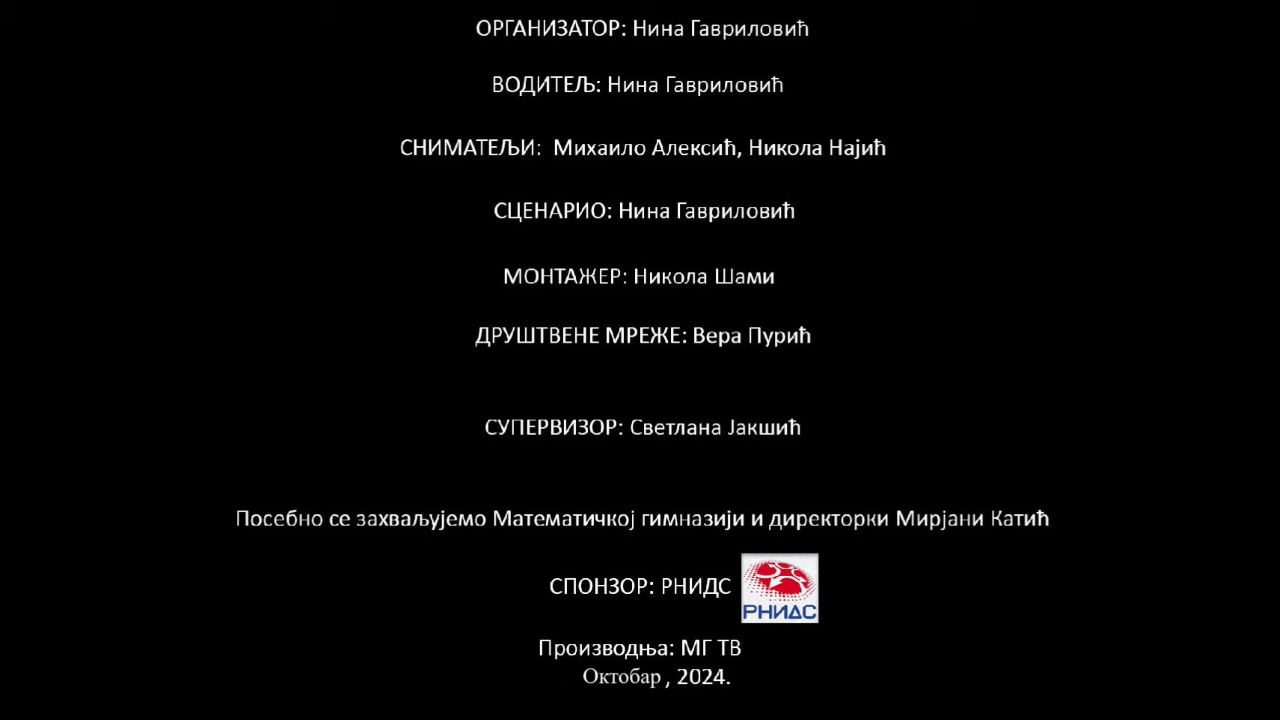 ОРГАНИЗАТОР: Нина Гавриловић
ВОДИТЕЉ: Нина Гавриловић
СНИМАТЕЉИ: Михаило Алексић, Никола Најић
СЦЕНАРИО: Нина Гавриловић
МОНТАЖЕР: Никола Шами
ДРУШТВЕНЕ МРЕЖЕ: Вера Пурић
СУПЕРВИЗОР: Светлана Јакшић
Посебно се захваљујемо Математичкој гимназији и директорки Мирјани Катић
СПОНЗОР: РНИДС
РНИДС
Производња: МГ ТВ
Октобар , 2024.